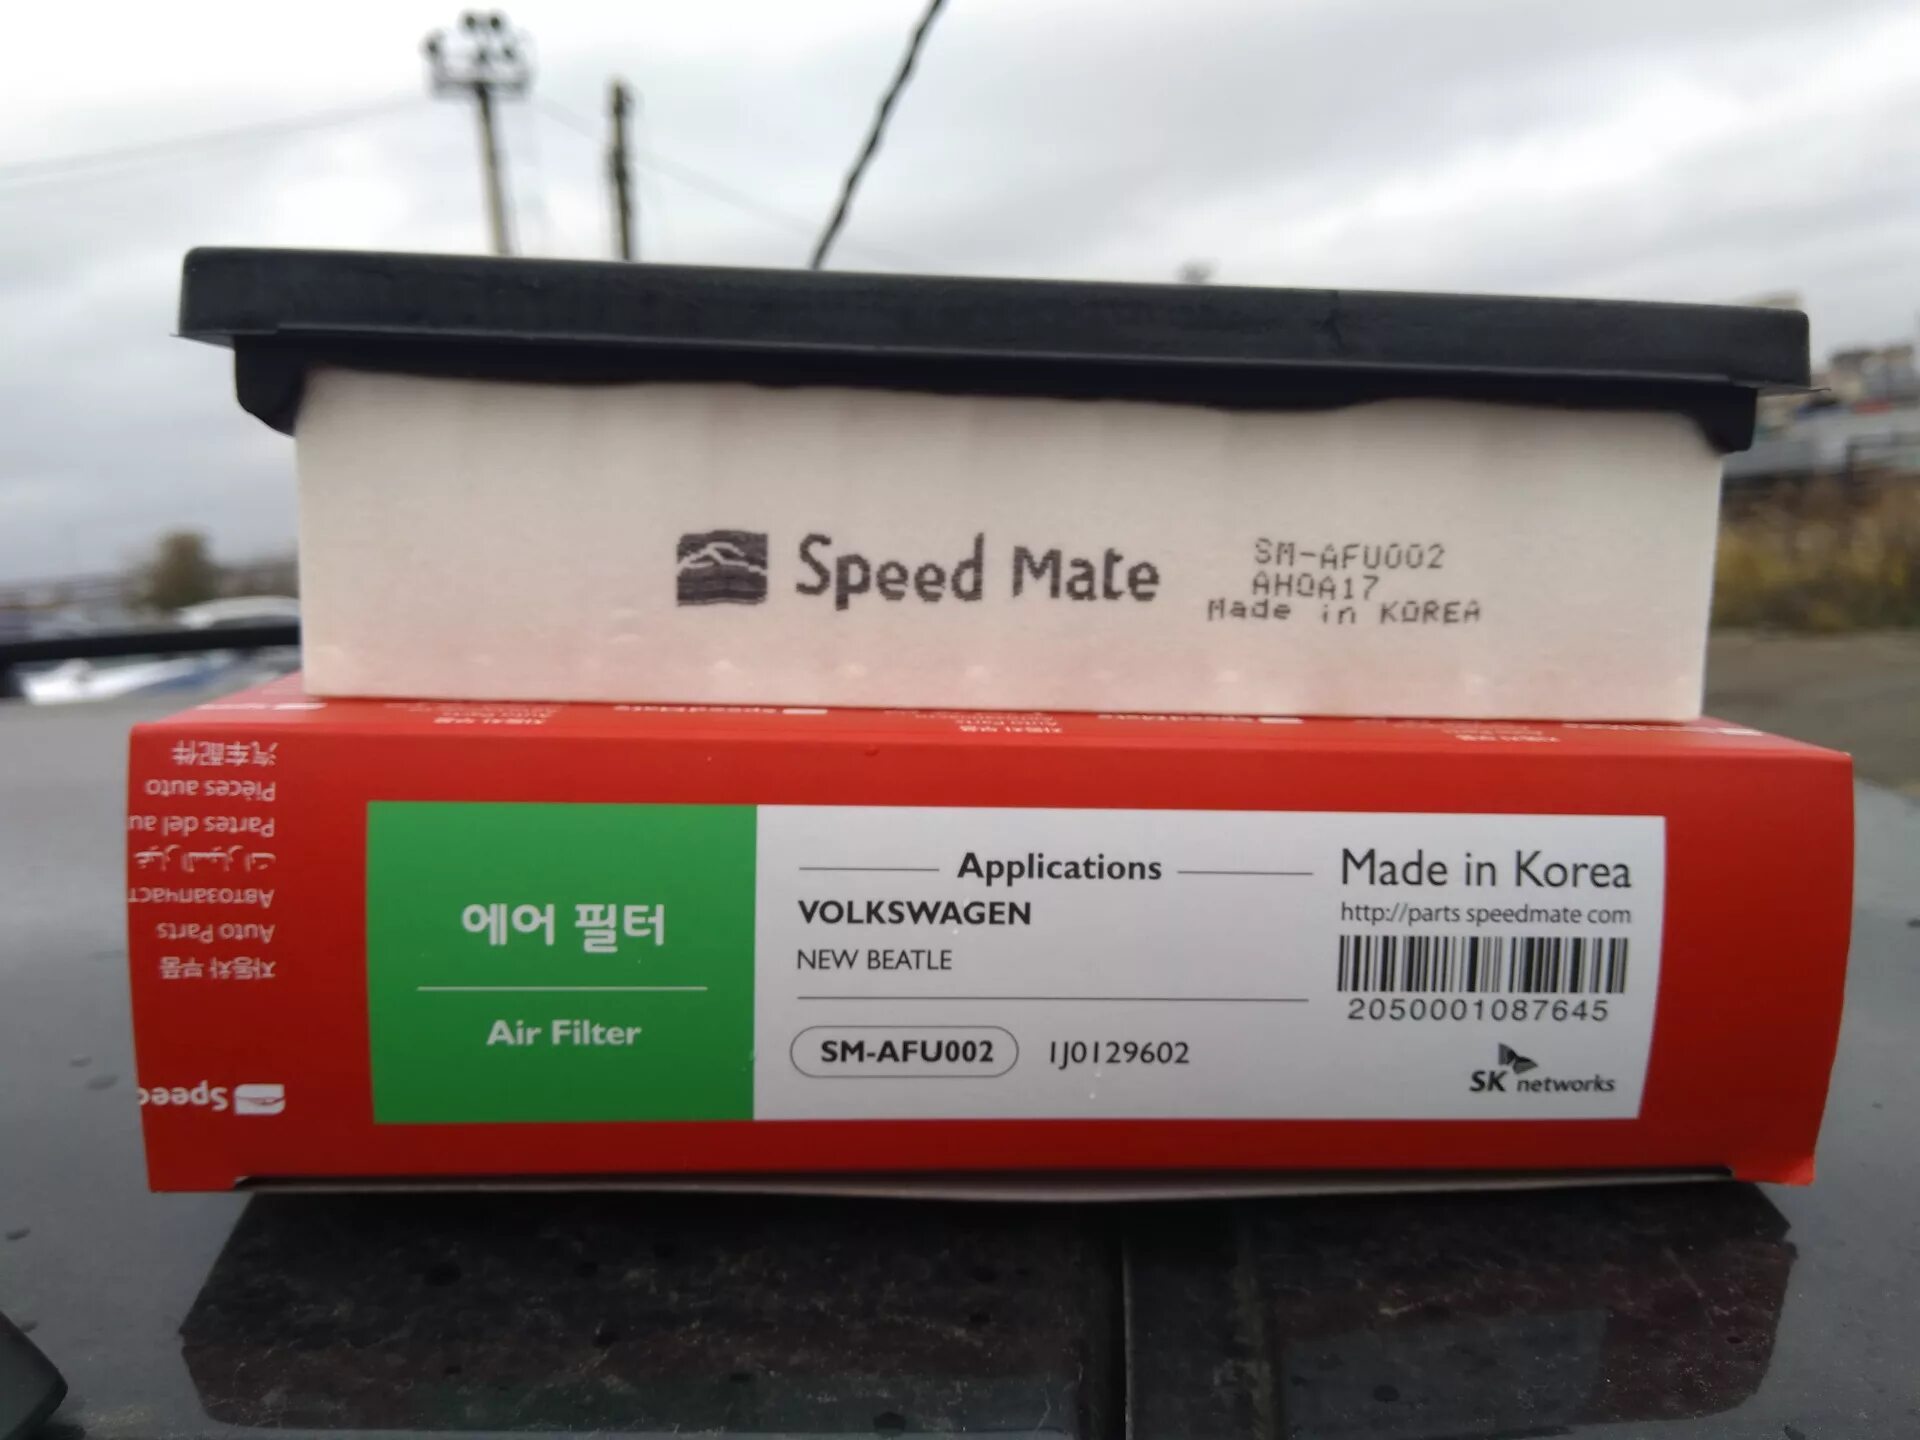 Speed Mate
SM-AFU002
AHQA17
Made in KOREA
汽车配件
Pièces auto
Partes del au
Автозапчаст
Auto Parts
자동차 부품
Speed
에어 필터
Air Filter
Applications
VOLKSWAGEN
NEW BEATLE
SM-AFU002 1J0129602
Made in Korea
http://parts speedmate com
2050001087645
SK networks